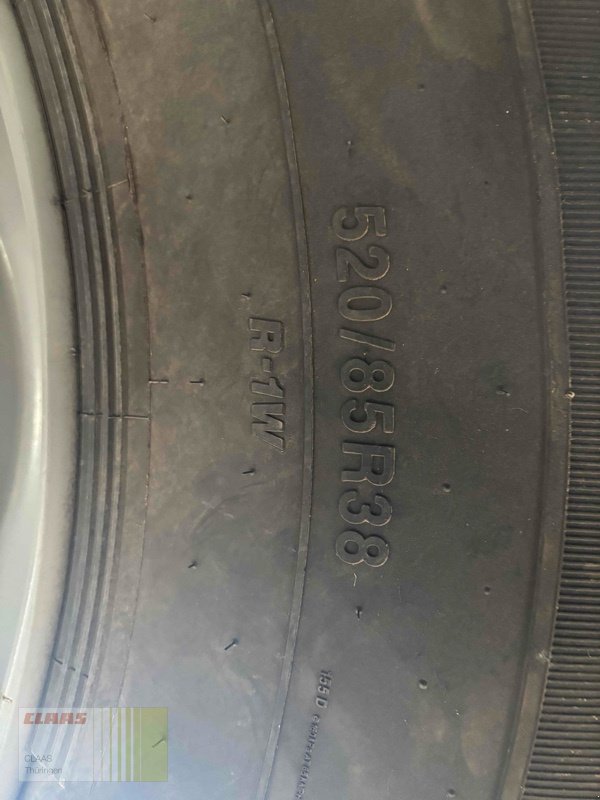 520/85R38
R-1W
155D
CLAAS
CLAAS
Thüringen